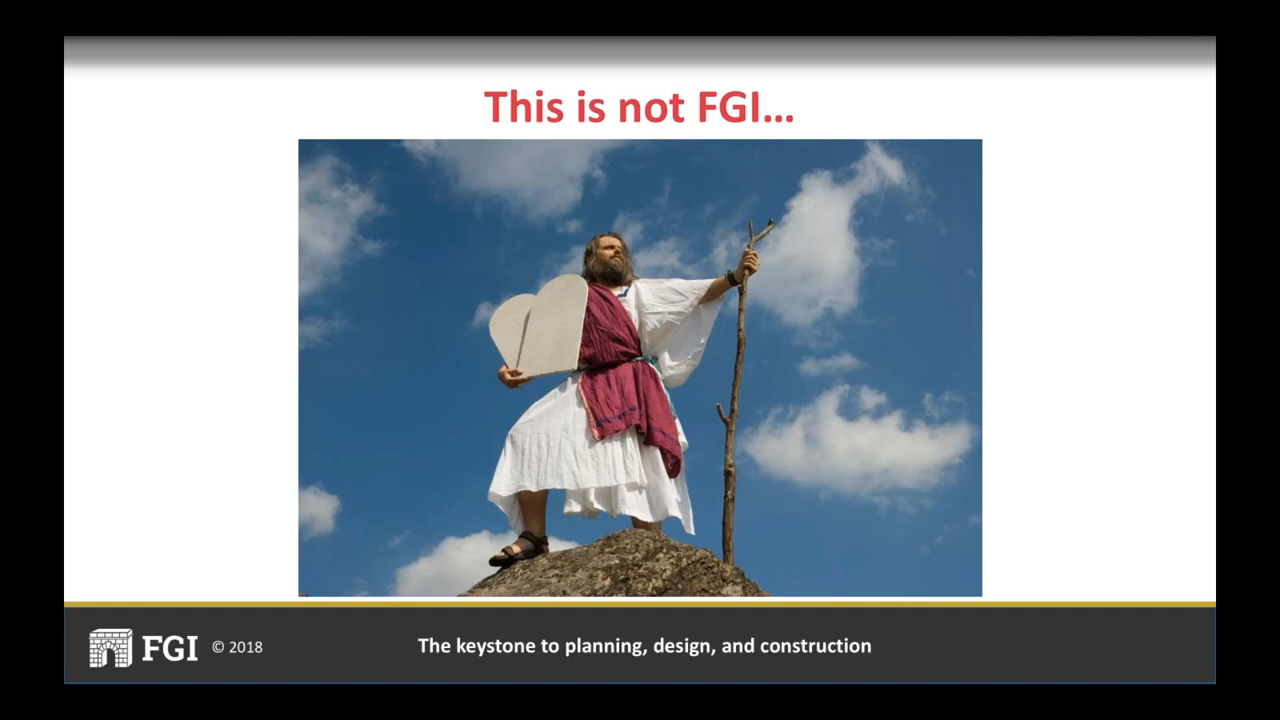 This is not FGI...
FGI © 2018
The keystone to planning, design, and construction